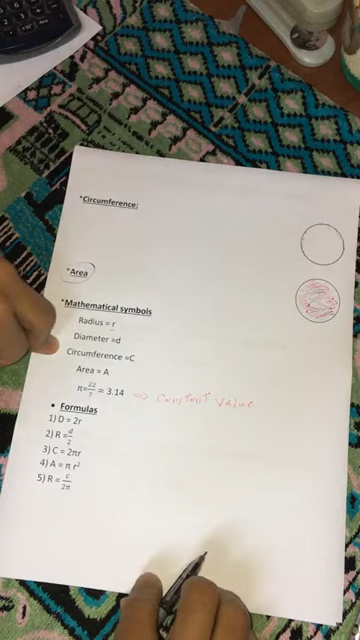 *Circumference:
*Area
*Mathematical symbols
Radius = r
Diameter =d
Circumference =C
Area = A
π=22/7 ≃ 3.14 => constant value
• Formulas
1) D = 2r
2) R=d/2
3) C = 2πr
4) A = π r²
5) R = c/2π